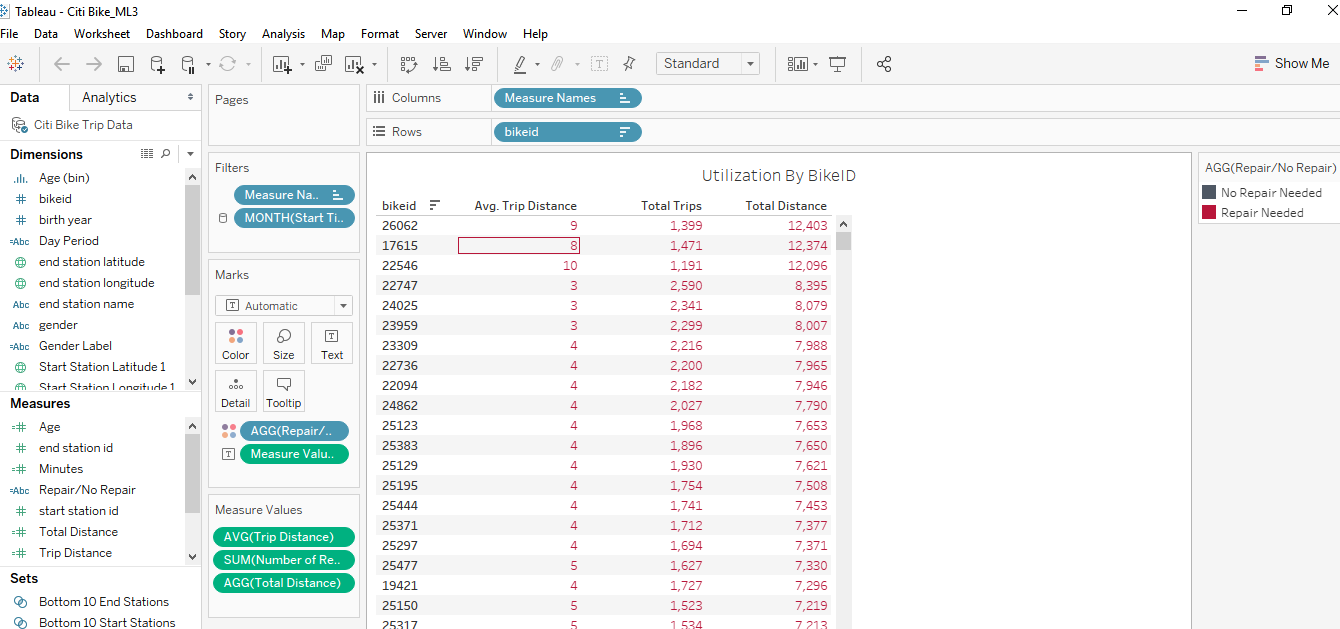 Tableau - Citi Bike_ML3
File Data Worksheet Dashboard Story Analysis Map Format Server Window Help
Standard
Show Me
Data Analytics
Citi Bike Trip Data
Dimensions
Age (bin)
bikeid
birth year
=Abc Day Period
end station latitude
end station longitude
Abc end station name
Abc gender
=Abc Gender Label
Start Station Latitude 1
Start Station Longitude 1
Measures
Age
end station id
Minutes
=Abc Repair/No Repair
start station id
Total Distance
Trip Distance
Sets
Bottom 10 End Stations
Bottom 10 Start Stations
Pages
Filters
Measure Na..
MONTH(Start Ti..
Marks
T Automatic
Color Size T Text
Detail Tooltip
AGG(Repair/..
T Measure Valu..
Measure Values
AVG(Trip Distance)
SUM(Number of Re..
AGG(Total Distance)
Columns Measure Names
Rows bikeid
Utilization By BikeID
bikeid Avg. Trip Distance Total Trips Total Distance
26062 9 1,399 12,403
17615 8 1,471 12,374
22546 10 1,191 12,096
22747 3 2,590 8,395
24025 3 2,341 8,079
23959 3 2,299 8,007
23309 4 2,216 7,988
22736 4 2,200 7,965
22094 4 2,182 7,946
24862 4 2,027 7,790
25123 4 1,968 7,653
25383 4 1,896 7,650
25129 4 1,930 7,621
25195 4 1,754 7,508
25444 4 1,741 7,453
25371 4 1,712 7,377
25297 4 1,694 7,371
25477 5 1,627 7,330
19421 4 1,727 7,296
25150 5 1,523 7,219
25317 5 1,534 7,213
AGG(Repair/No Repair)
No Repair Needed
Repair Needed